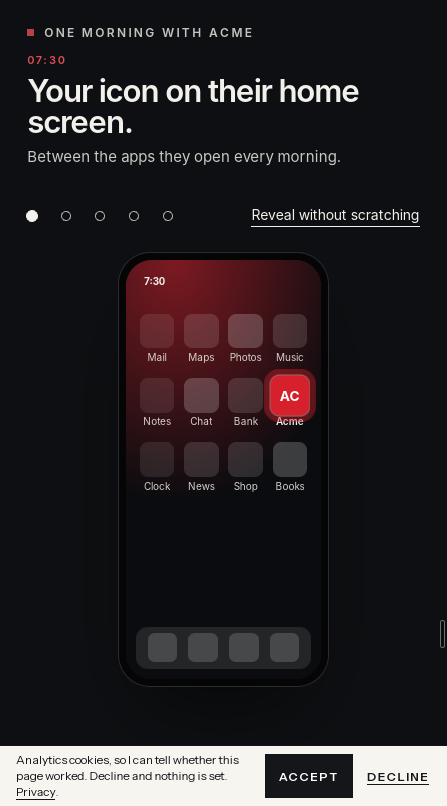 ONE MORNING WITH ACME
07:30
Your icon on their home
screen.
Between the apps they open every morning.
Reveal without scratching
7:30
Mail Maps Photos Music
AC
Notes Chat Bank Acme
Clock News Shop Books
Analytics cookies, so I can tell whether this
page worked. Decline and nothing is set.
Privacy.
ACCEPT DECLINE